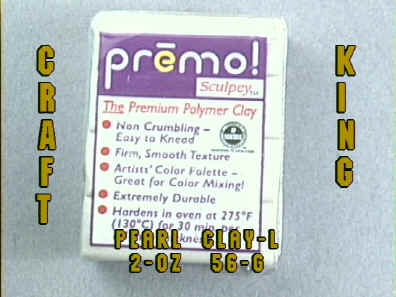 CRAFT
KING
prēmo!
Sculpey™
The Premium Polymer Clay
Non Crumbling –
Easy to Knead
Firm, Smooth Texture
Artists' Color Palette –
Great for Color Mixing!
Extremely Durable
Hardens in oven at 275°F
(130°C) for 30 min. per
PEARL CLAY-L
2-OZ 56-G